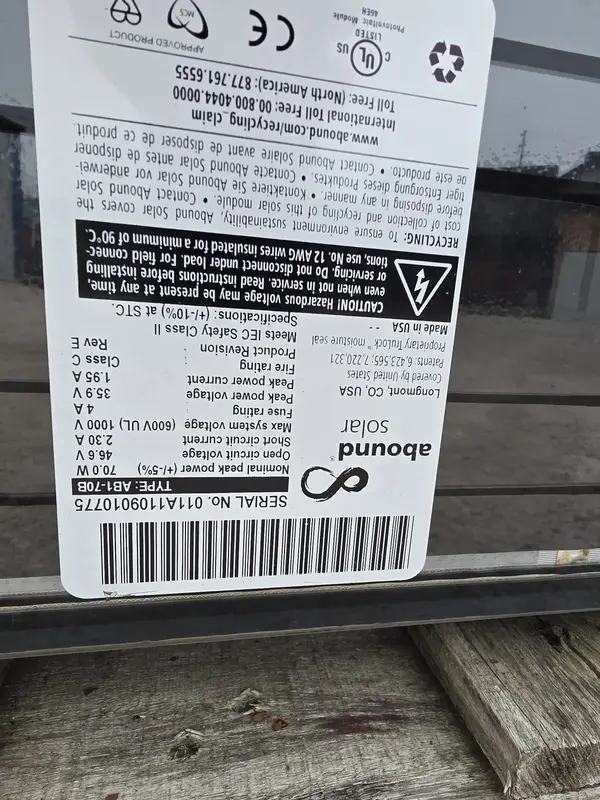 SERIAL No. 011A1109010775
abound
solar
Longmont, CO, USA
Covered by United States
Patents: 6,423,565; 7,220,321
Proprietary TruLock™ moisture seal
Made in USA --
TYPE: AB1-70B
Nominal peak power (+/-5%) 70.0 W
Open circuit voltage 46.6 V
Short circuit current 2.30 A
Max system voltage (600V UL) 1000 V
Fuse rating 4 A
Peak power voltage 35.9 V
Peak power current 1.95 A
Fire rating Class C
Product Revision Rev E
Meets IEC Safety Class II
Specifications: (+/-10%) at STC.
CAUTION! Hazardous voltage may be present at any time,
even when not in service. Read instructions before installing
or servicing. Do not disconnect under load. For field connec-
tions, use No. 12 AWG wires insulated for a minimum of 90°C.
RECYCLING: To ensure environment sustainability, Abound Solar covers the
cost of collection and recycling of this solar module. • Contact Abound Solar
before disposing in any manner. • Kontaktiere Sie Abound Solar vor anderwei-
tiger Entsorgung dieses Produktes. • Contacte Abound Solar antes de disponer
de este producto. • Contact Abound Solaire avant de disposer de ce produit.
www.abound.com/recycling_claim
International Toll Free: 00.800.4044.0000
Toll Free: (North America): 877.761.6555
C UL US
LISTED
Photovoltaic Module
46EH
CE
MCS
APPROVED PRODUCT